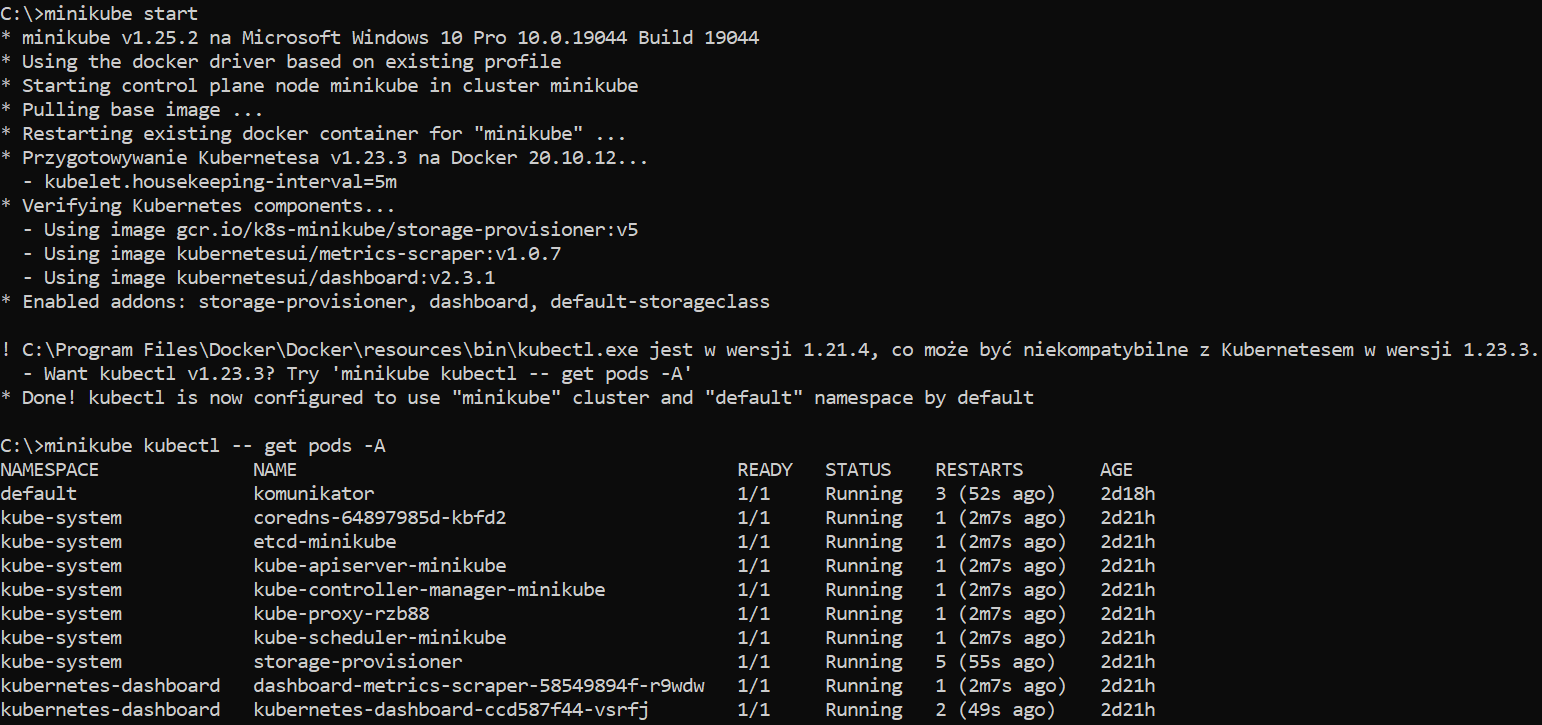 C:\>minikube start
* minikube v1.25.2 na Microsoft Windows 10 Pro 10.0.19044 Build 19044
* Using the docker driver based on existing profile
* Starting control plane node minikube in cluster minikube
* Pulling base image ...
* Restarting existing docker container for "minikube" ...
* Przygotowywanie Kubernetesa v1.23.3 na Docker 20.10.12...
  - kubelet.housekeeping-interval=5m
* Verifying Kubernetes components...
  - Using image gcr.io/k8s-minikube/storage-provisioner:v5
  - Using image kubernetesui/metrics-scraper:v1.0.7
  - Using image kubernetesui/dashboard:v2.3.1
* Enabled addons: storage-provisioner, dashboard, default-storageclass
! C:\Program Files\Docker\Docker\resources\bin\kubectl.exe jest w wersji 1.21.4, co może być niekompatybilne z Kubernetesem w wersji 1.23.3.
  - Want kubectl v1.23.3? Try 'minikube kubectl -- get pods -A'
* Done! kubectl is now configured to use "minikube" cluster and "default" namespace by default
C:\>minikube kubectl -- get pods -A
NAMESPACE              NAME                                        READY   STATUS    RESTARTS       AGE
default                komunikator                                 1/1     Running   3 (52s ago)    2d18h
kube-system            coredns-64897985d-kbfd2                     1/1     Running   1 (2m7s ago)   2d21h
kube-system            etcd-minikube                               1/1     Running   1 (2m7s ago)   2d21h
kube-system            kube-apiserver-minikube                     1/1     Running   1 (2m7s ago)   2d21h
kube-system            kube-controller-manager-minikube            1/1     Running   1 (2m7s ago)   2d21h
kube-system            kube-proxy-rzb88                            1/1     Running   1 (2m7s ago)   2d21h
kube-system            kube-scheduler-minikube                     1/1     Running   1 (2m7s ago)   2d21h
kube-system            storage-provisioner                         1/1     Running   5 (55s ago)    2d21h
kubernetes-dashboard   dashboard-metrics-scraper-58549894f-r9wdw   1/1     Running   1 (2m7s ago)   2d21h
kubernetes-dashboard   kubernetes-dashboard-ccd587f44-vsrfj        1/1     Running   2 (49s ago)    2d21h